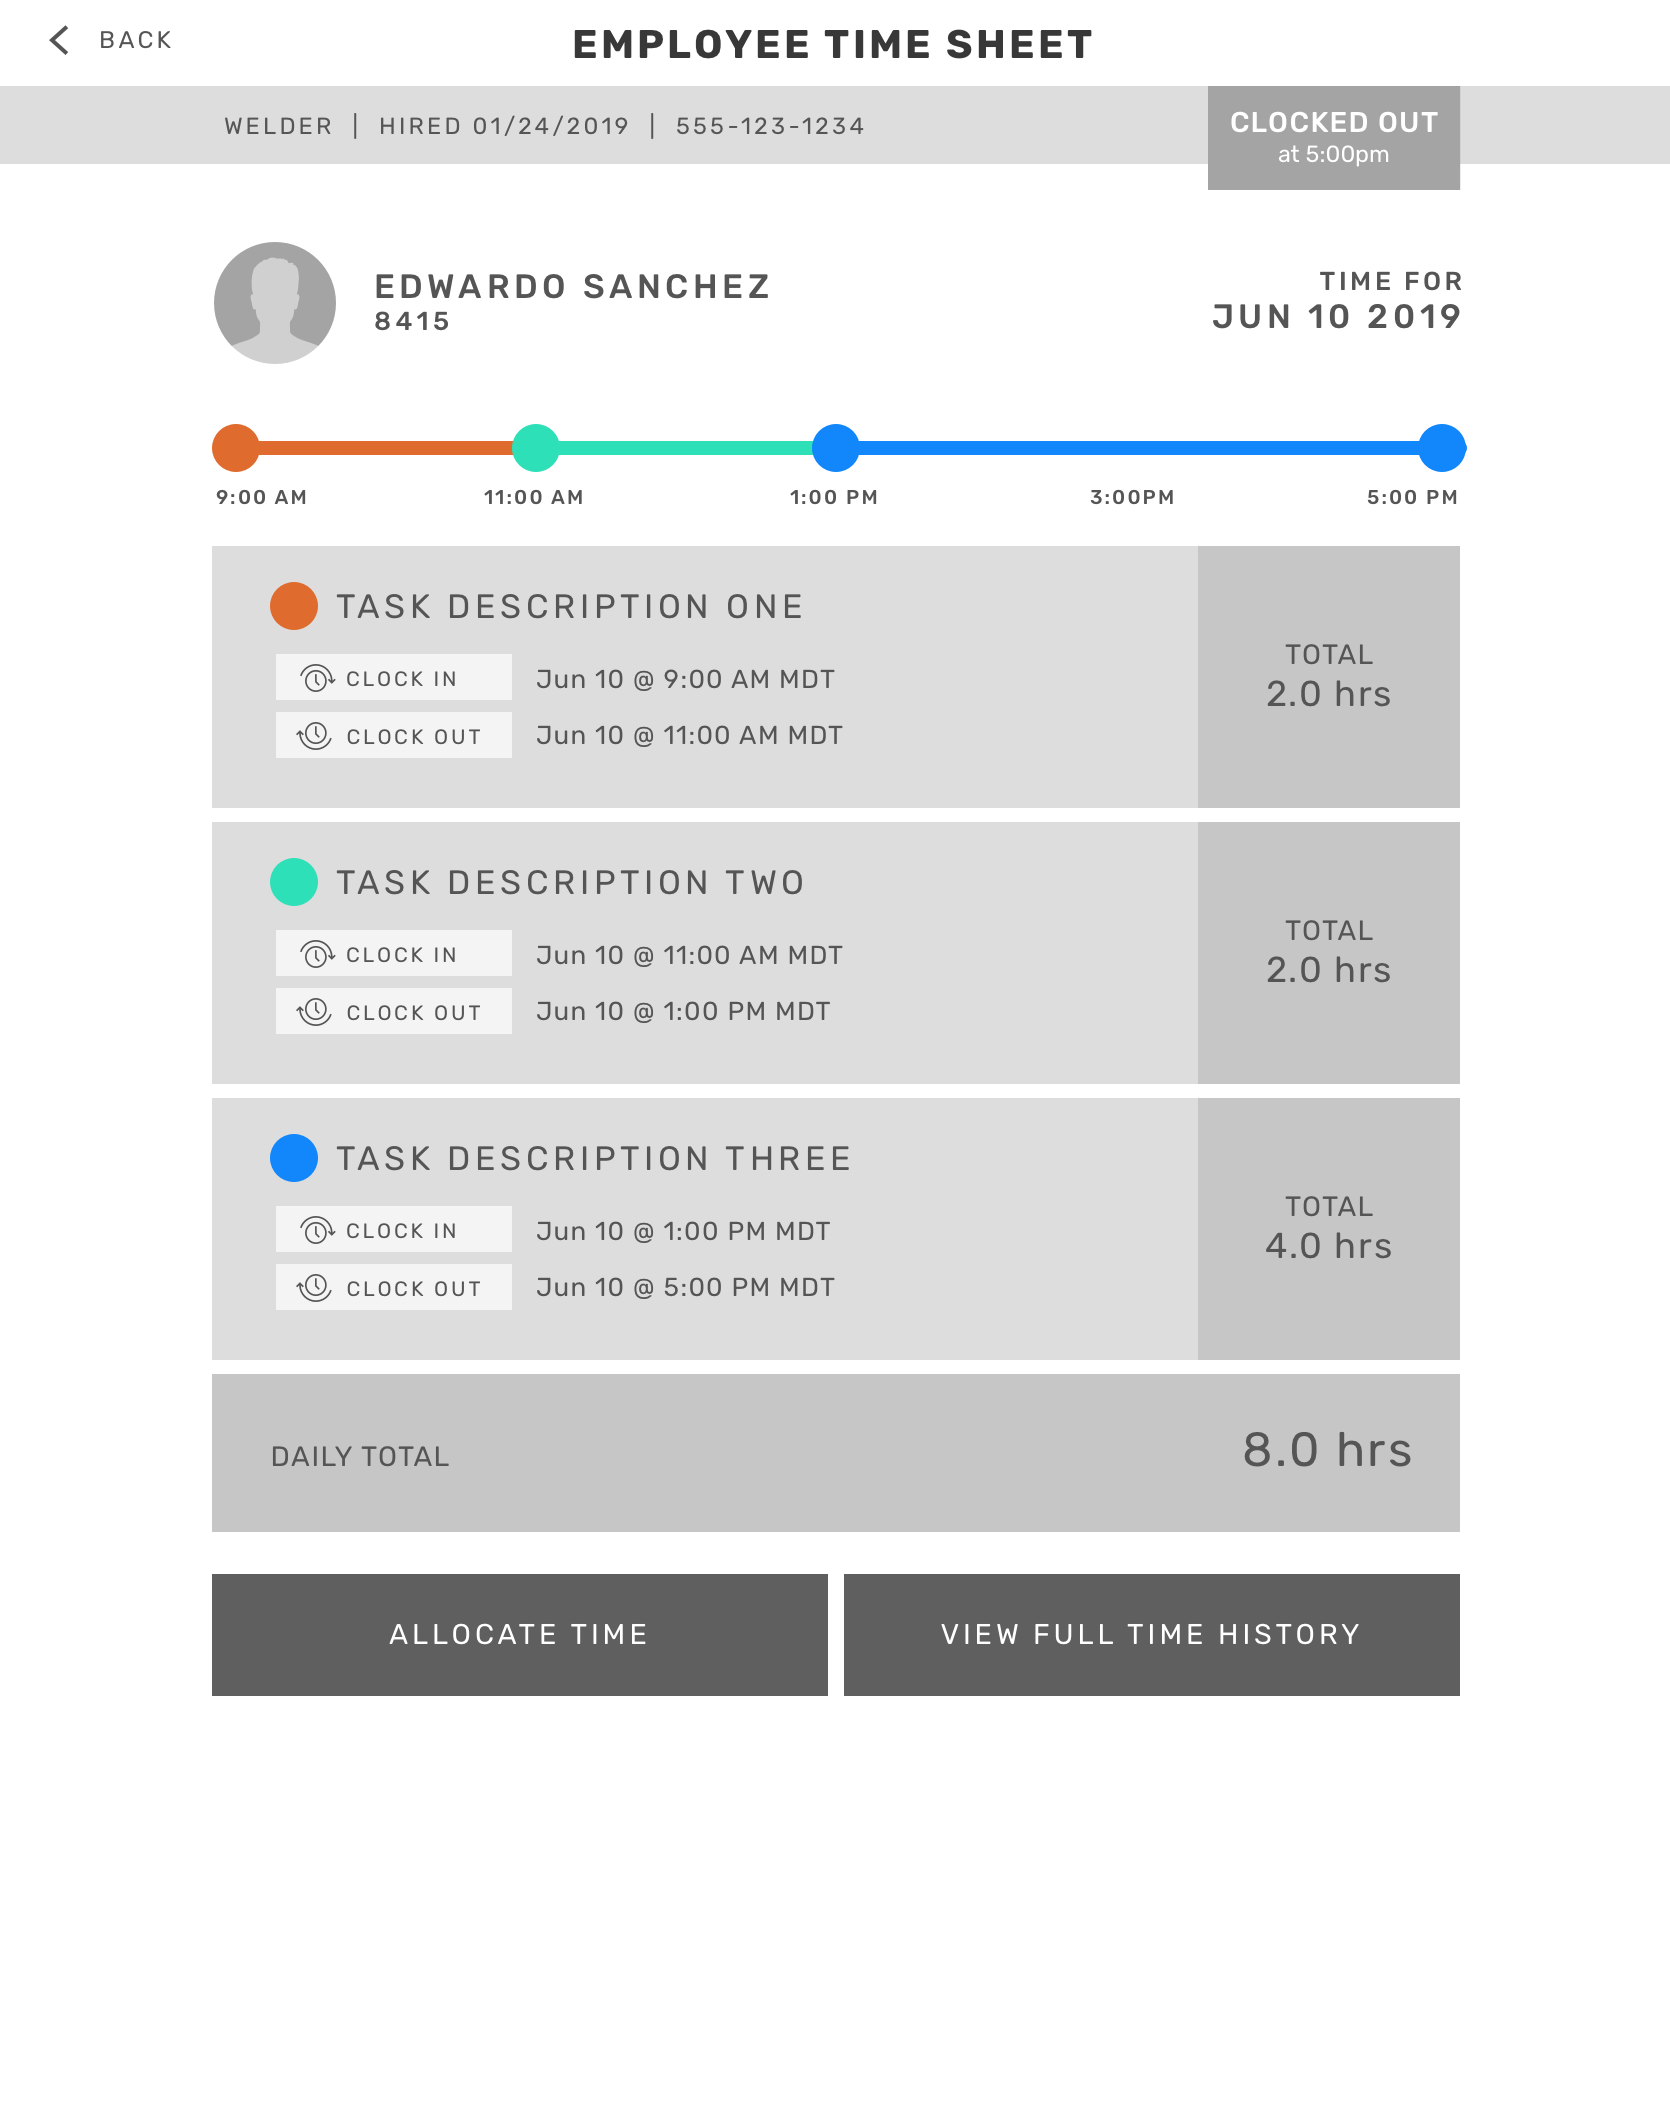 BACK
EMPLOYEE TIME SHEET
WELDER | HIRED 01/24/2019 | 555-123-1234
CLOCKED OUT
at 5:00pm
EDWARDO SANCHEZ
8415
TIME FOR
JUN 10 2019
9:00 AM 11:00 AM 1:00 PM 3:00PM 5:00 PM
TASK DESCRIPTION ONE
CLOCK IN Jun 10 @ 9:00 AM MDT
CLOCK OUT Jun 10 @ 11:00 AM MDT
TOTAL
2.0 hrs
TASK DESCRIPTION TWO
CLOCK IN Jun 10 @ 11:00 AM MDT
CLOCK OUT Jun 10 @ 1:00 PM MDT
TOTAL
2.0 hrs
TASK DESCRIPTION THREE
CLOCK IN Jun 10 @ 1:00 PM MDT
CLOCK OUT Jun 10 @ 5:00 PM MDT
TOTAL
4.0 hrs
DAILY TOTAL 8.0 hrs
ALLOCATE TIME
VIEW FULL TIME HISTORY